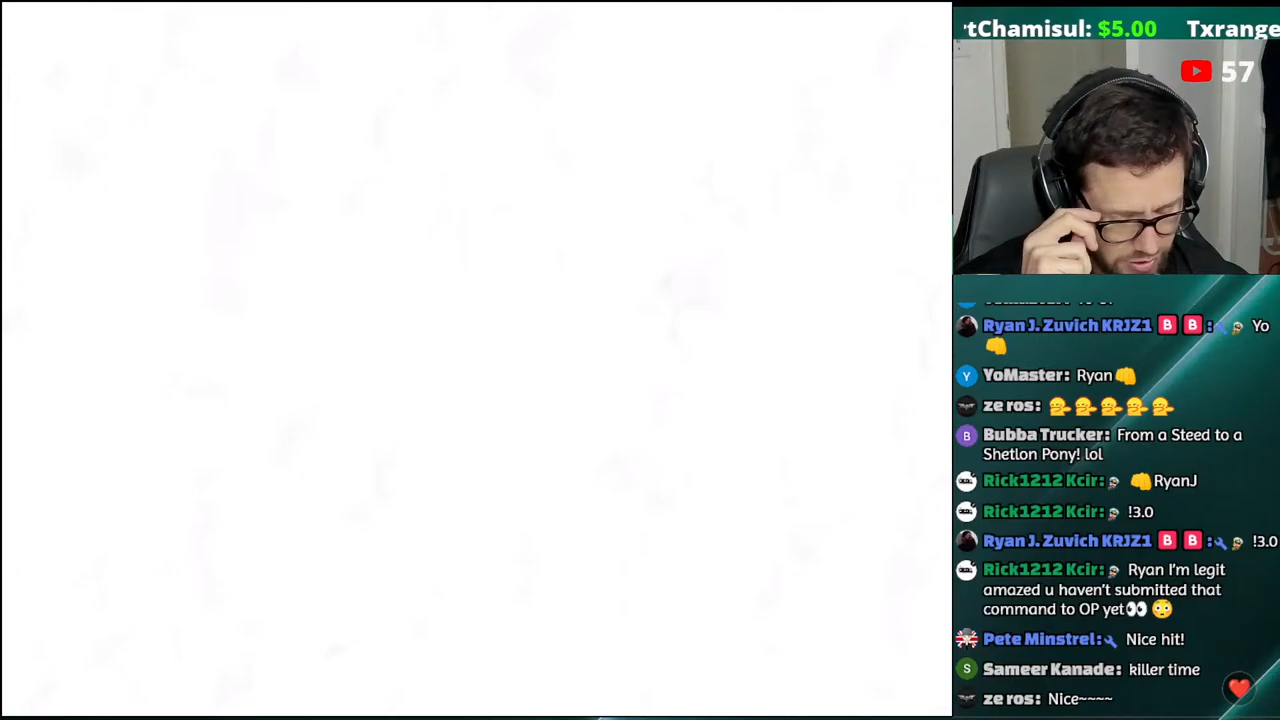 tChamisul: $5.00 Txrange
57
Ryan J. Zuvich KRJZ1 B B : Yo
👊
Y YoMaster: Ryan👊
ze ros:
B Bubba Trucker: From a Steed to a
Shetlon Pony! lol
Rick1212 Kcir: 👊RyanJ
Rick1212 Kcir: !3.0
Ryan J. Zuvich KRJZ1 B B : !3.0
Rick1212 Kcir: Ryan I'm legit
amazed u haven't submitted that
command to OP yet👀 😳
Pete Minstrel: Nice hit!
S Sameer Kanade: killer time
ze ros: Nice~~~~